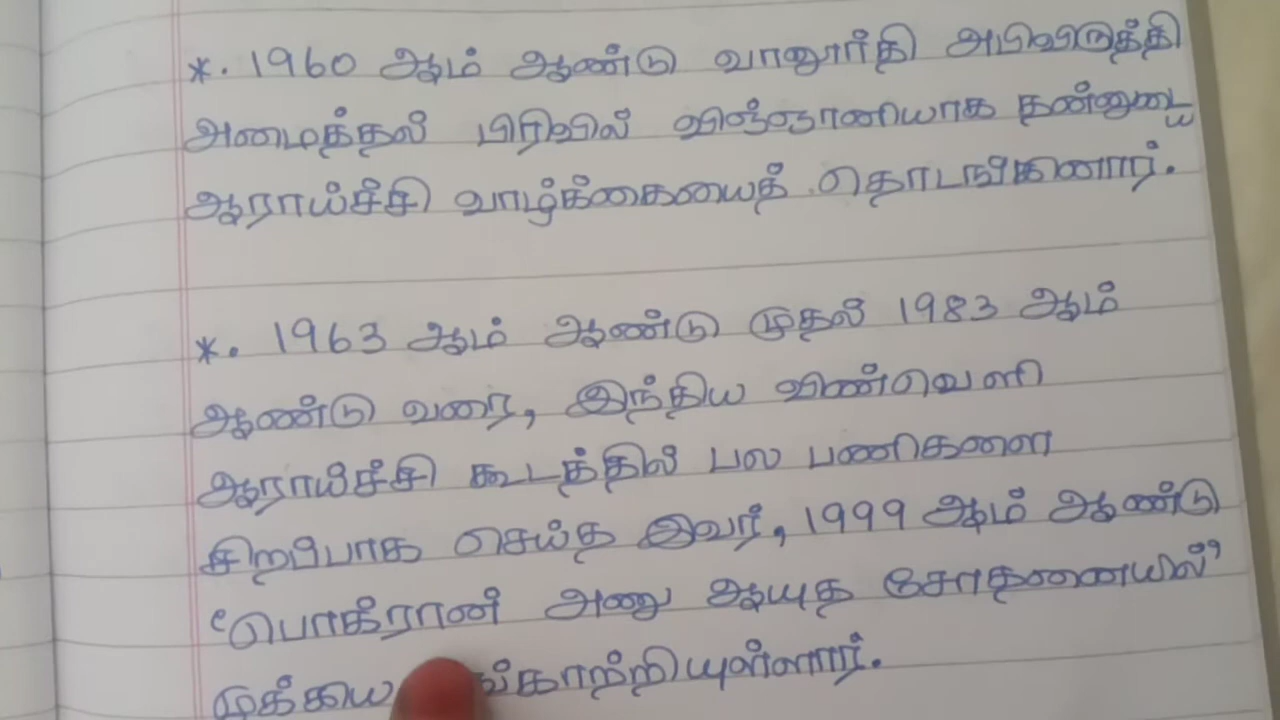 *. 1960 ஆம் ஆண்டு வானூர்தி அபிவிருத்தி
அமைத்தல் பிரிவில் விஞ்ஞானியாக தன்னுடைய
ஆராய்ச்சி வாழ்க்கையைத் தொடங்கினார்.
*. 1963 ஆம் ஆண்டு முதல் 1983 ஆம்
ஆண்டு வரை, இந்திய விண்வெளி
ஆராய்ச்சி கூடத்தில் பல பணிகளை
சிறப்பாக செய்த இவர், 1999 ஆம் ஆண்டு
"பொக்ரான் அணு ஆயுத சோதனையில்"
முக்கிய